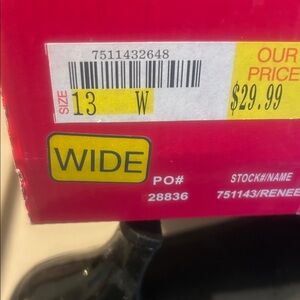 7511432648
OUR
PRICE
SIZE
13 W
$29.99
WIDE
PO#
28836
STOCK#/NAME
751143/RENEE